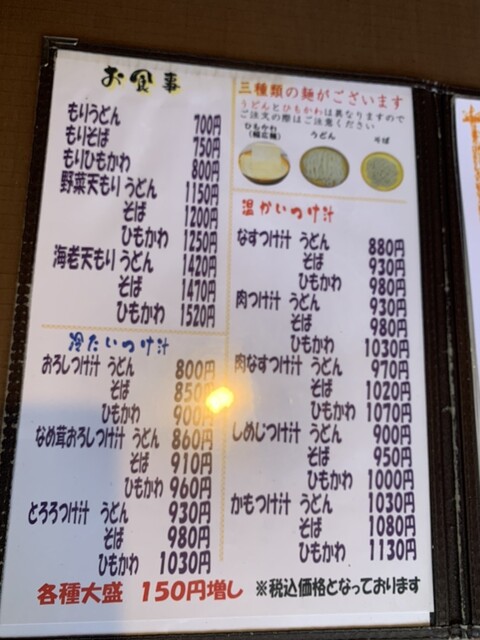 お食事
もりうどん 700円
もりそば 750円
もりひもかわ 800円
野菜天もり うどん 1150円
そば 1200円
ひもかわ 1250円
海老天もり うどん 1420円
そば 1470円
ひもかわ 1520円
冷たいつけ汁
おろしつけ汁 うどん 800円
そば 850円
ひもかわ 900円
なめ茸おろしつけ汁 うどん 860円
そば 910円
ひもかわ 960円
とろろつけ汁 うどん 930円
そば 980円
ひもかわ 1030円
三種類の麺がございます
うどんとひもかわは異なりますので
ご注文の際はご注意ください
ひもかわ
(幅広麺)
うどん
そば
温かいつけ汁
なすつけ汁 うどん 880円
そば 930円
ひもかわ 980円
肉つけ汁 うどん 930円
そば 980円
ひもかわ 1030円
肉なすつけ汁 うどん 970円
そば 1020円
ひもかわ 1070円
しめじつけ汁 うどん 900円
そば 950円
ひもかわ 1000円
かもつけ汁 うどん 1030円
そば 1080円
ひもかわ 1130円
各種大盛 150円増し ※税込価格となっております